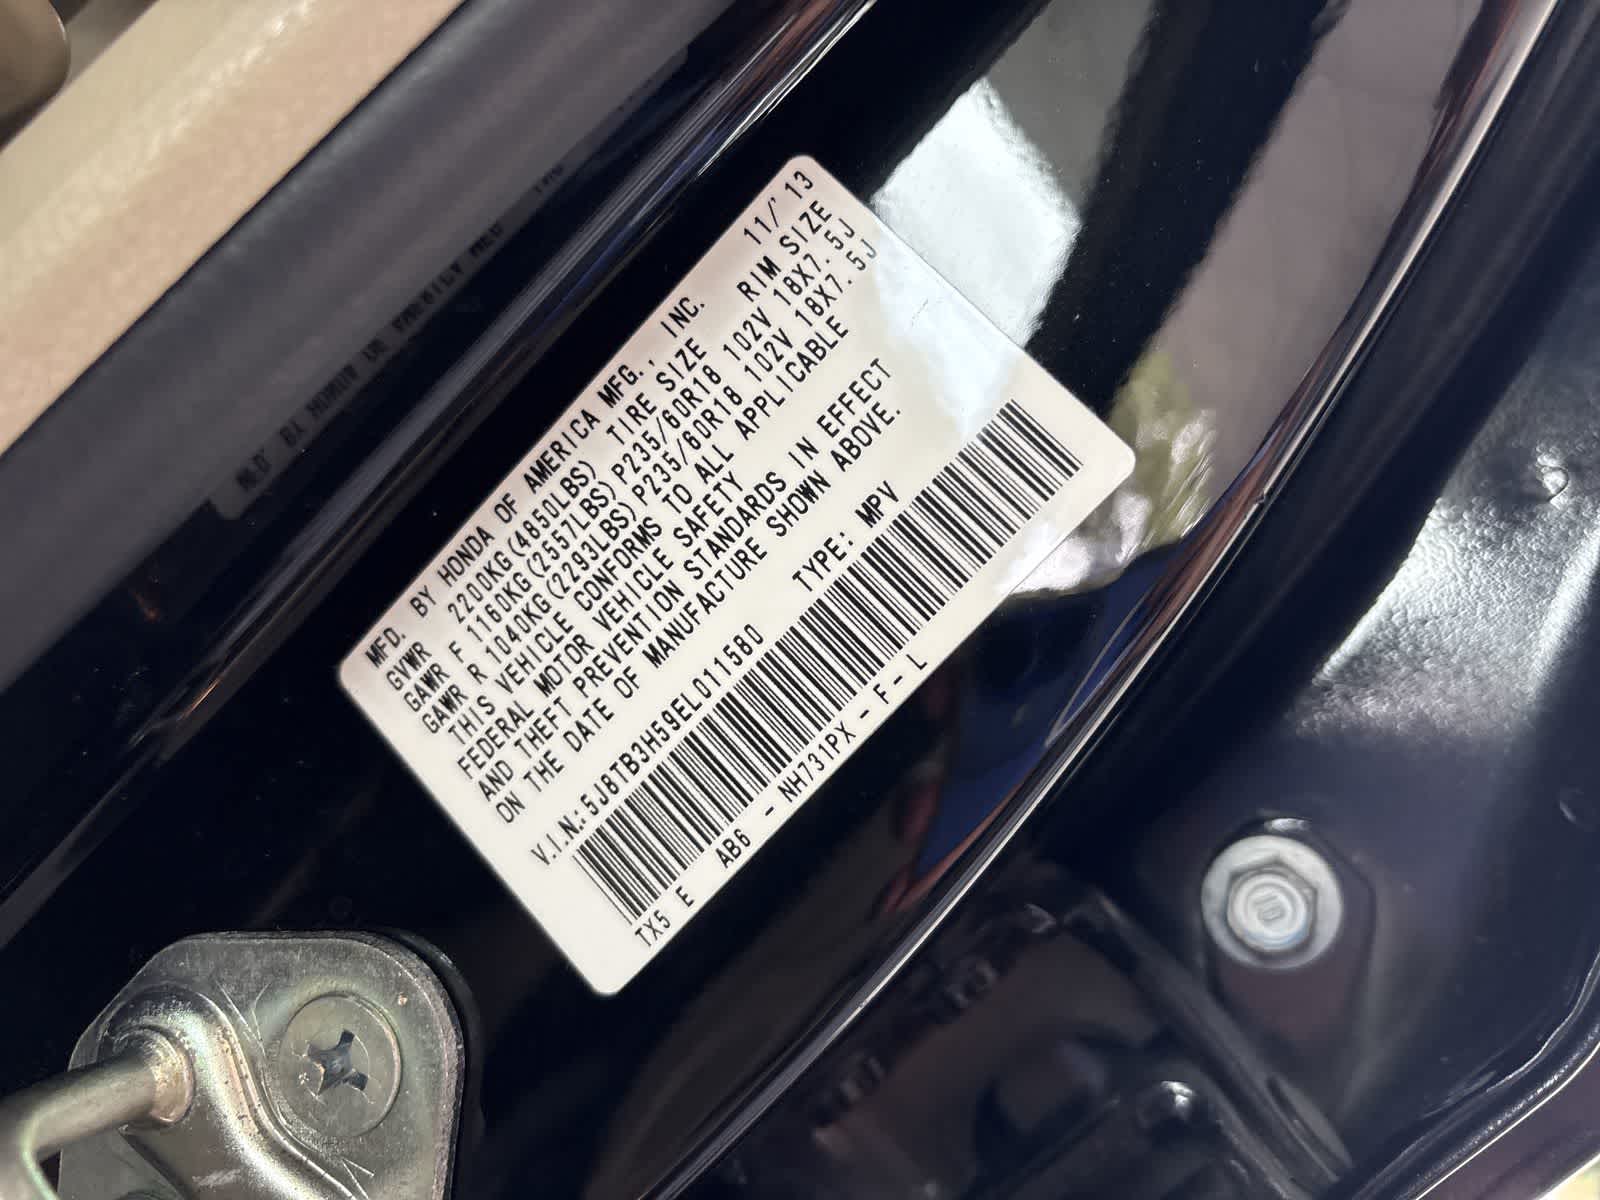 MFD. BY HONDA OF AMERICA MFG., INC. 11/'13
GVWR 2200KG(4850LBS) TIRE SIZE RIM SIZE
GAWR F 1160KG(2557LBS) P235/60R18 102V 18X7.5J
GAWR R 1040KG(2293LBS) P235/60R18 102V 18X7.5J
THIS VEHICLE CONFORMS TO ALL APPLICABLE
FEDERAL MOTOR VEHICLE SAFETY
AND THEFT PREVENTION STANDARDS IN EFFECT
ON THE DATE OF MANUFACTURE SHOWN ABOVE.
V.I.N.:5J8TB3H59EL011580 TYPE: MPV
TX5 E AB6 - NH731PX - F - L